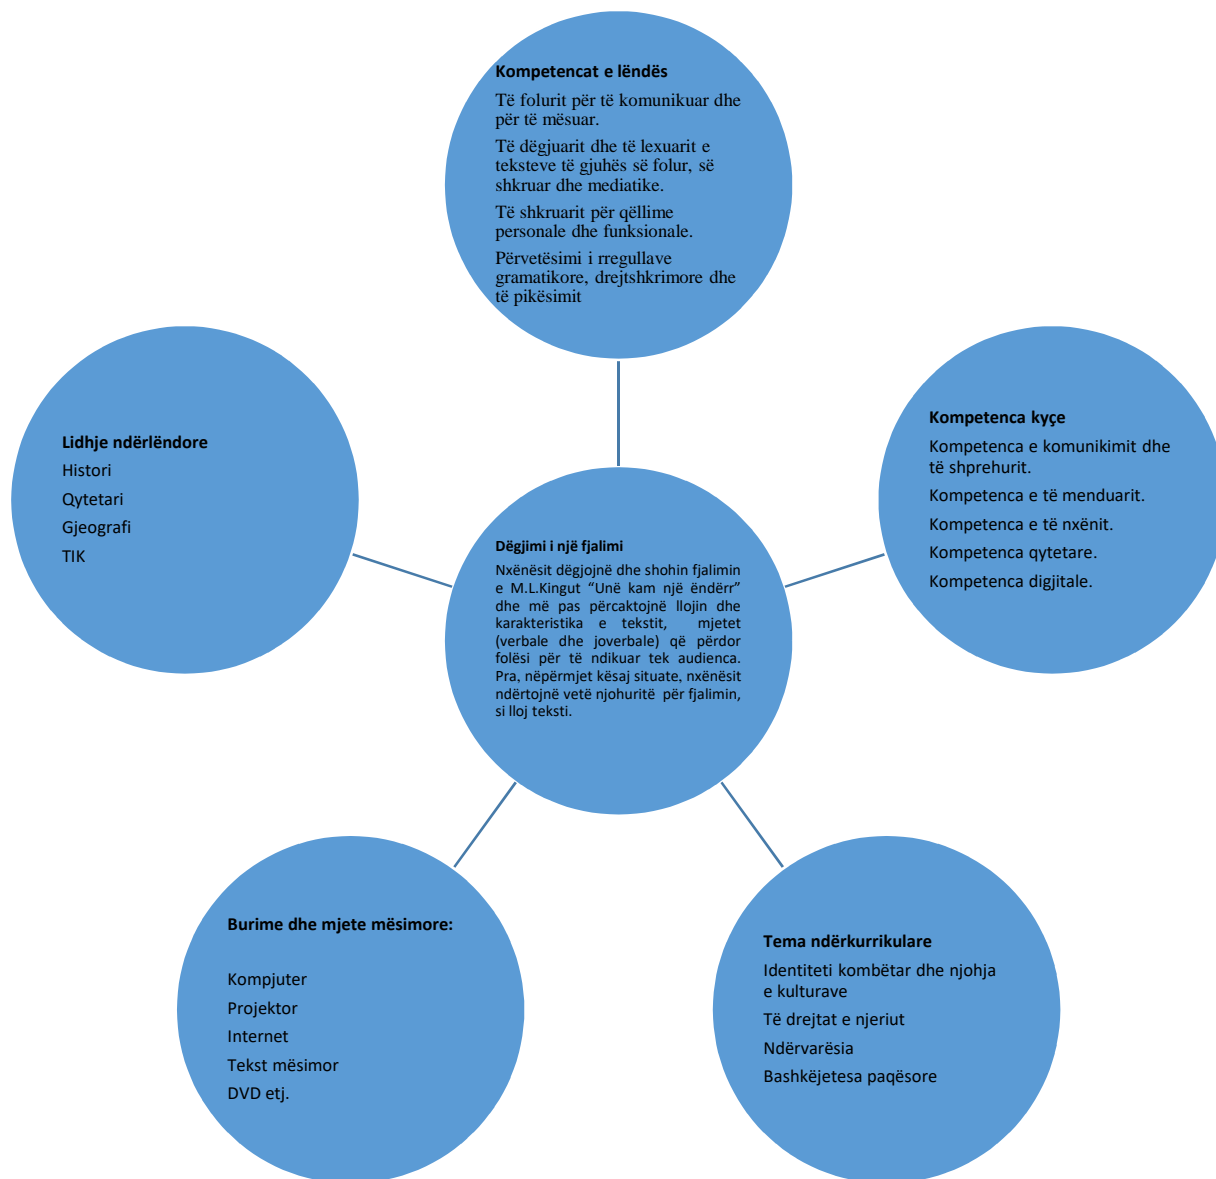 Kompetencat e lëndës
Të folurit për të komunikuar dhe
për të mësuar.
Të dëgjuarit dhe të lexuarit e
teksteve të gjuhës së folur, së
shkruar dhe mediatike.
Të shkruarit për qëllime
personale dhe funksionale.
Përvetësimi i rregullave
gramatikore, drejtshkrimore dhe
të pikësimit
Lidhje ndërlëndore
Histori
Qytetari
Gjeografi
TIK
Kompetenca kyçe
Kompetenca e komunikimit dhe
të shprehurit.
Kompetenca e të menduarit.
Kompetenca e të nxënit.
Kompetenca qytetare.
Kompetenca digjitale.
Dëgjimi i një fjalimi
Nxënësit dëgjojnë dhe shohin fjalimin
e M.L.Kingut “Unë kam një ëndërr”
dhe më pas përcaktojnë llojin dhe
karakteristika e tekstit, mjetet
(verbale dhe joverbale) që përdor
folësi për të ndikuar tek audienca.
Pra, nëpërmjet kësaj situate, nxënësit
ndërtojnë vetë njohuritë për fjalimin,
si lloj teksti.
Burime dhe mjete mësimore:
Kompjuter
Projektor
Internet
Tekst mësimor
DVD etj.
Tema ndërkurrikulare
Identiteti kombëtar dhe njohja
e kulturave
Të drejtat e njeriut
Ndërvarësia
Bashkëjetesa paqësore